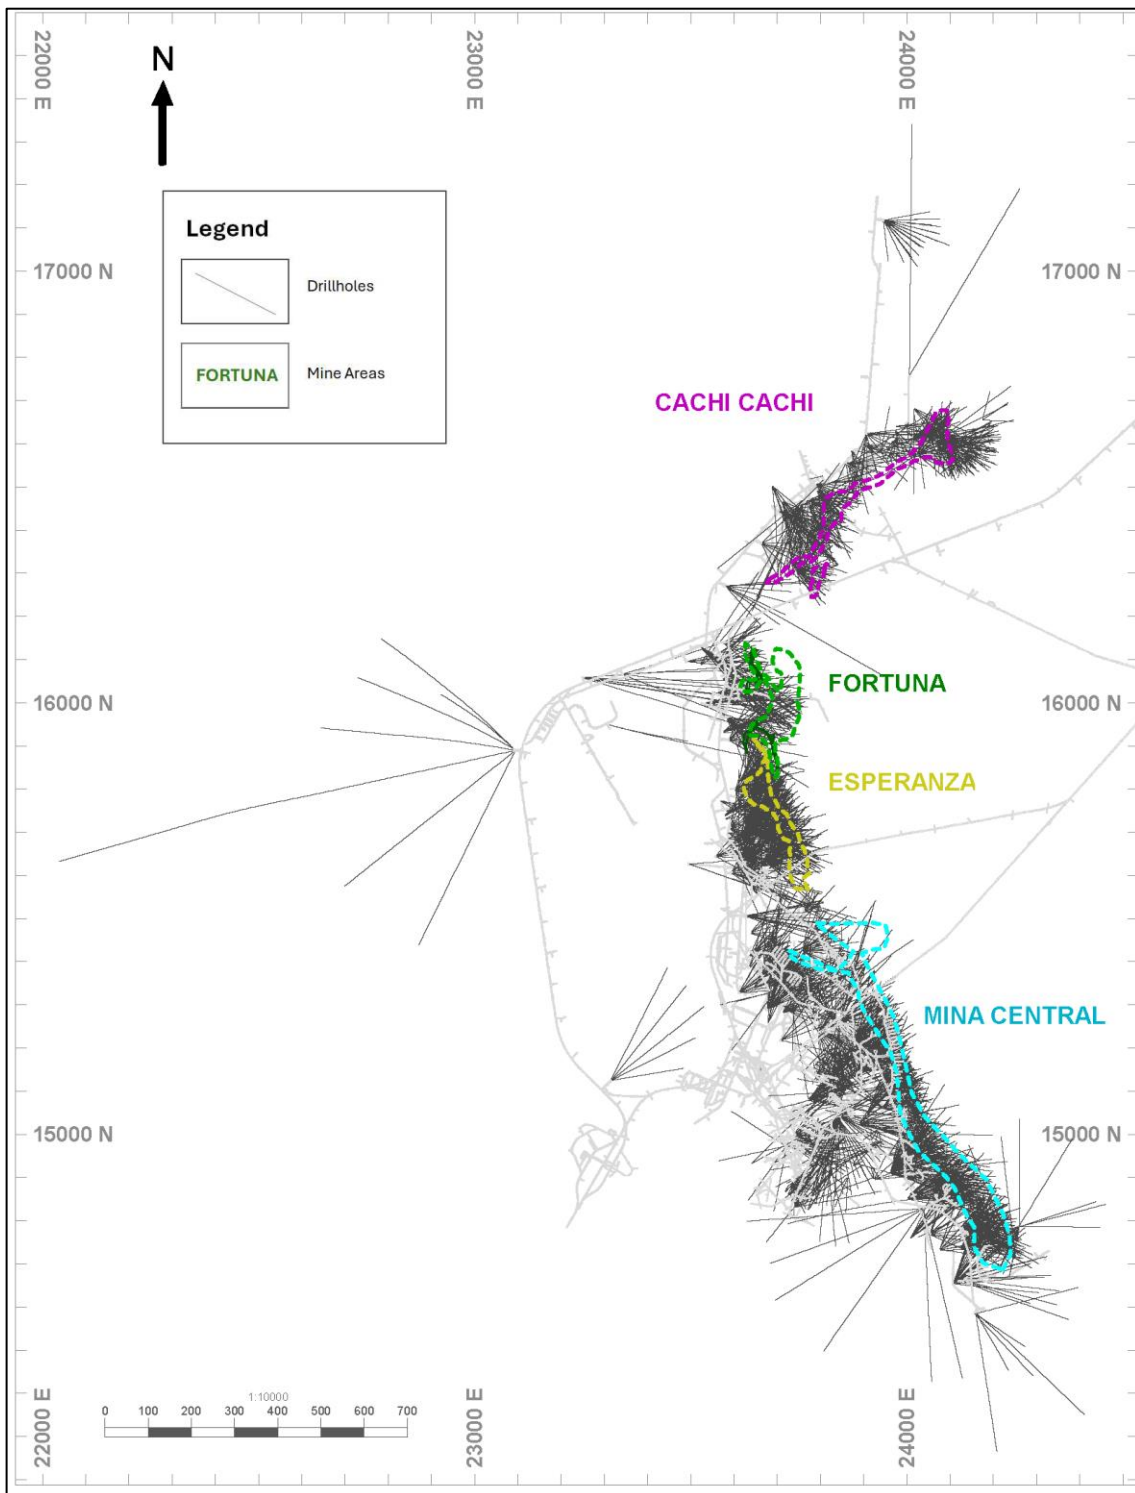 22000 E
23000 E
24000 E
N
Legend
Drillholes
FORTUNA
Mine Areas
17000 N
17000 N
CACHI CACHI
FORTUNA
16000 N
16000 N
ESPERANZA
MINA CENTRAL
15000 N
15000 N
1:10000
0 100 200 300 400 500 600 700
22000 E
23000 E
24000 E